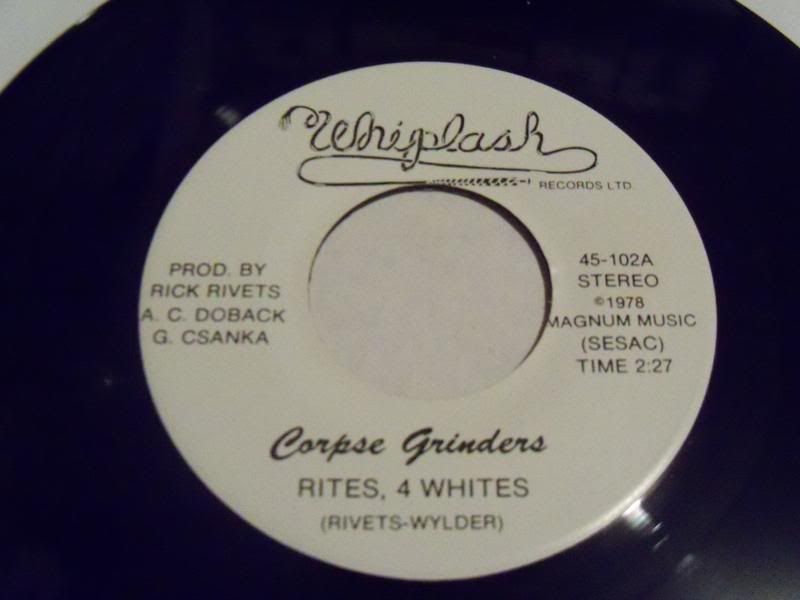 Whiplash
RECORDS LTD
PROD. BY
RICK RIVETS
A. C. DOBACK
G. CSANKA
45-102A
STEREO
©1978
MAGNUM MUSIC
(SESAC)
TIME 2:27
Corpse Grinders
RITES, 4 WHITES
(RIVETS-WYLDER)